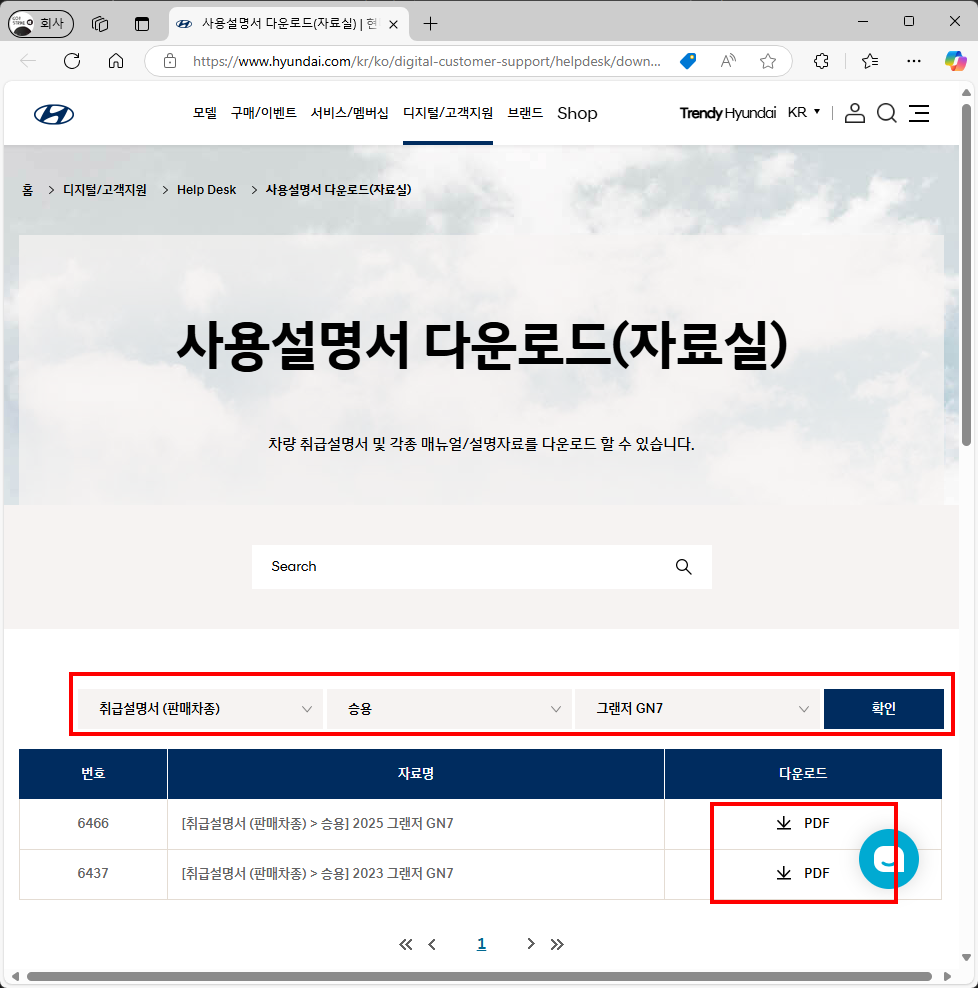 회사
사용설명서 다운로드(자료실) | 현
https://www.hyundai.com/kr/ko/digital-customer-support/helpdesk/down...
모델 구매/이벤트 서비스/멤버십 디지털/고객지원 브랜드 Shop
Trendy Hyundai KR
홈 > 디지털/고객지원 > Help Desk > 사용설명서 다운로드(자료실)
사용설명서 다운로드(자료실)
차량 취급설명서 및 각종 매뉴얼/설명자료를 다운로드 할 수 있습니다.
Search
취급설명서 (판매차종) 승용 그랜저 GN7 확인
번호 자료명 다운로드
6466 [취급설명서 (판매차종) > 승용] 2025 그랜저 GN7 PDF
6437 [취급설명서 (판매차종) > 승용] 2023 그랜저 GN7 PDF
1